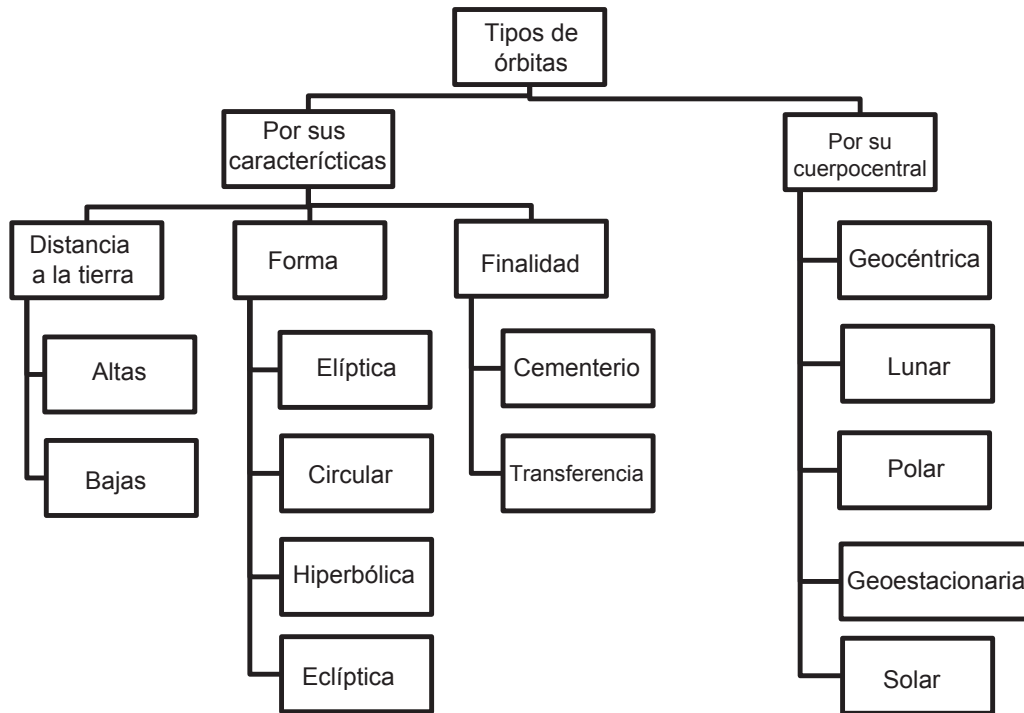 Tipos de
órbitas
Por sus
caracterícticas
Por su
cuerpocentral
Distancia
a la tierra
Forma
Finalidad
Geocéntrica
Altas
Elíptica
Cementerio
Lunar
Bajas
Circular
Transferencia
Polar
Hiperbólica
Geoestacionaria
Eclíptica
Solar